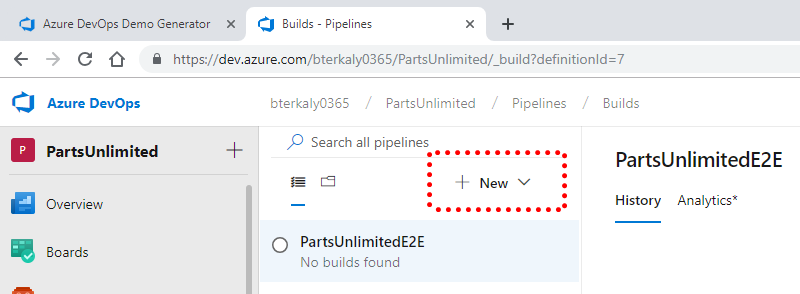 Azure DevOps Demo Generator
Builds - Pipelines
https://dev.azure.com/bterkaly0365/PartsUnlimited/_build?definitionId=7
Azure DevOps
bterkaly0365 / PartsUnlimited / Pipelines / Builds
P PartsUnlimited
Search all pipelines
New
Overview
Boards
PartsUnlimitedE2E
No builds found
PartsUnlimitedE2E
History Analytics*